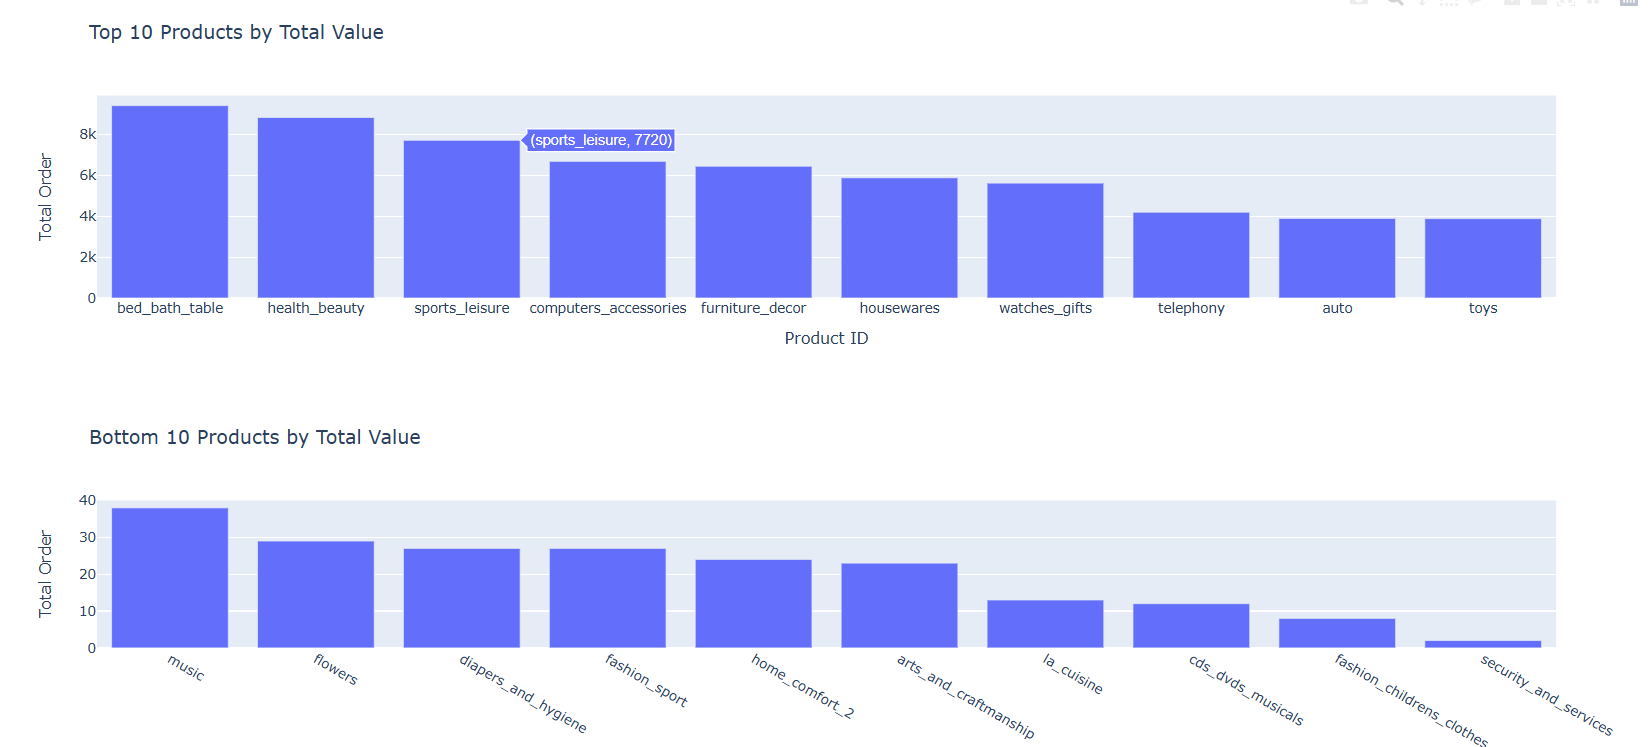 Top 10 Products by Total Value
Total Order
8k
6k
4k
2k
0
(sports_leisure, 7720)
bed_bath_table health_beauty sports_leisure computers_accessories furniture_decor housewares watches_gifts telephony auto toys
Product ID
Bottom 10 Products by Total Value
Total Order
40
30
20
10
0
music
flowers
diapers_and_hygiene
fashion_sport
home_comfort_2
arts_and_craftmanship
la_cuisine
cds_dvds_musicals
fashion_childrens_clothes
security_and_services